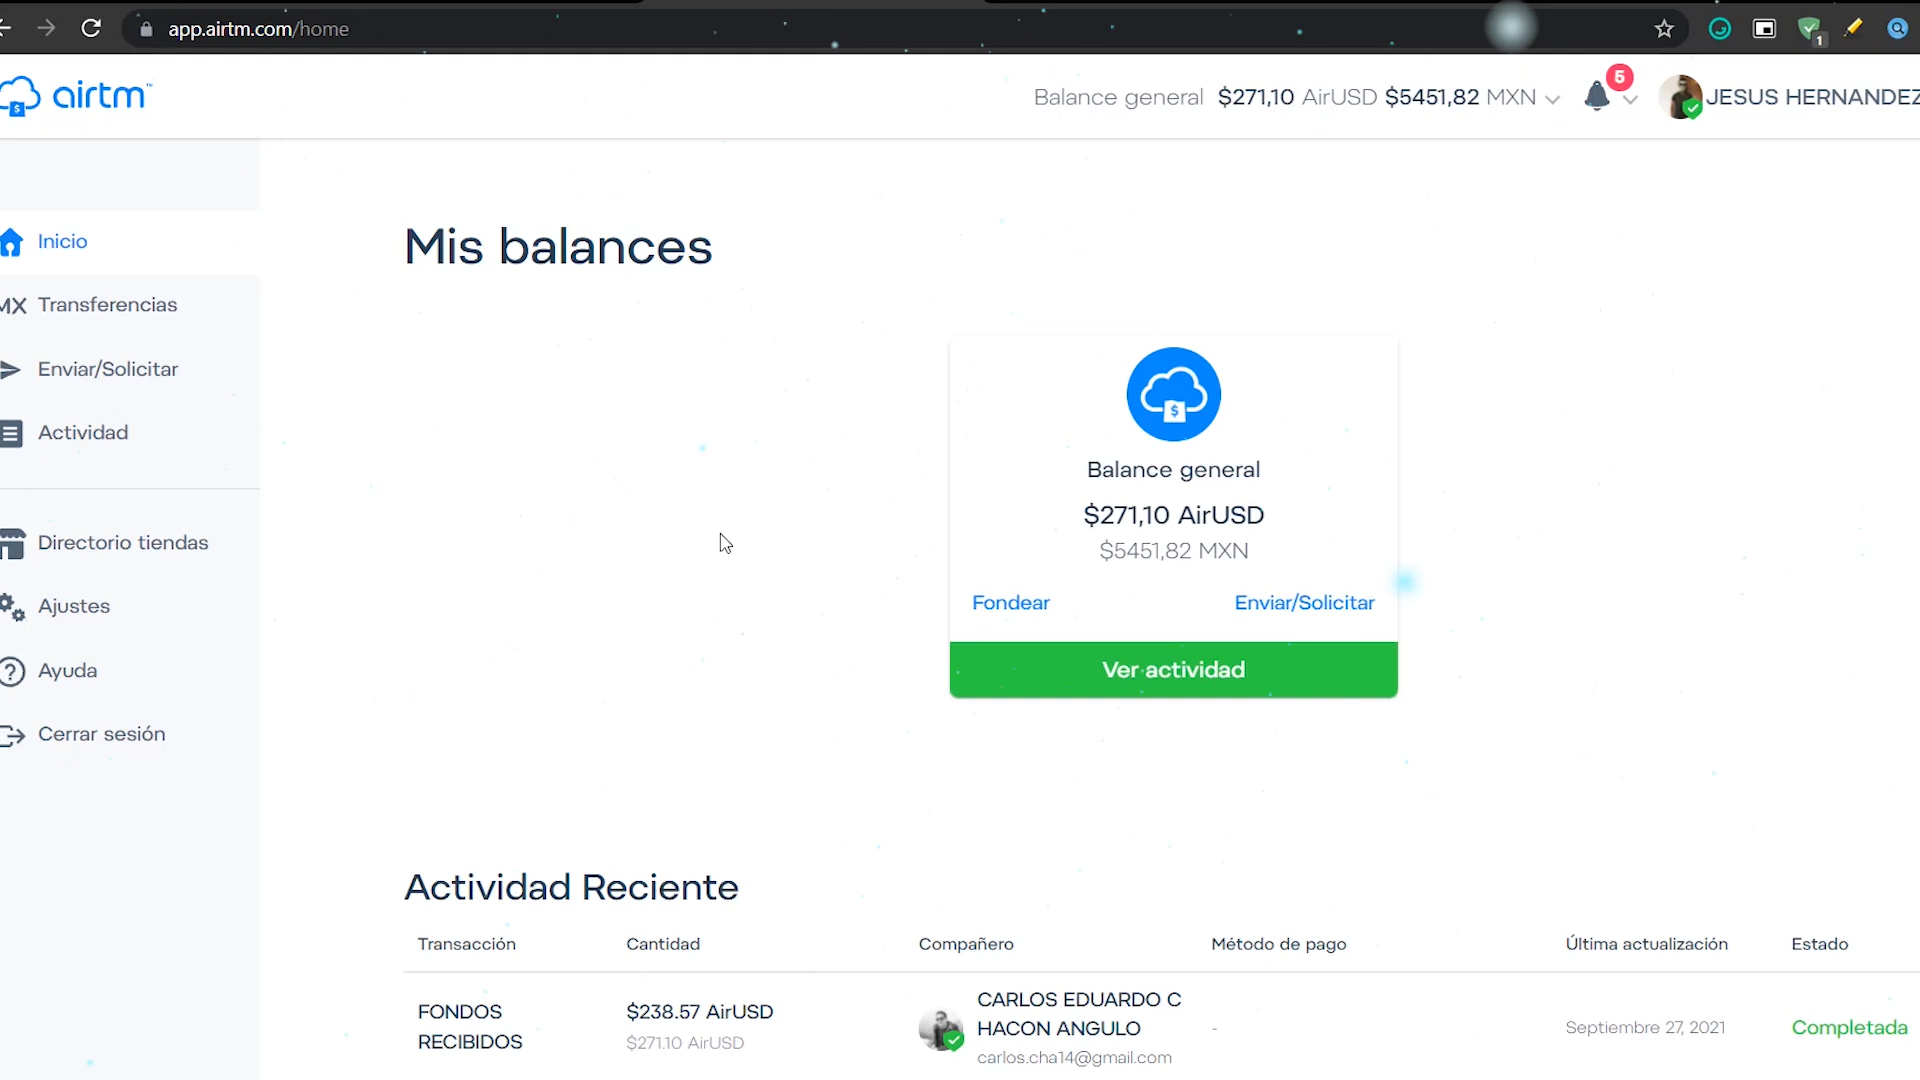 app.airtm.com/home
1
airtm™
Balance general $271,10 AirUSD $5451,82 MXN
5
JESUS HERNANDEZ
Inicio
MX Transferencias
Enviar/Solicitar
Actividad
Directorio tiendas
Ajustes
Ayuda
Cerrar sesión
Mis balances
Balance general
$271,10 AirUSD
$5451,82 MXN
Fondear Enviar/Solicitar
Ver actividad
Actividad Reciente
Transacción Cantidad Compañero Método de pago Última actualización Estado
FONDOS RECIBIDOS
$238.57 AirUSD
$271.10 AirUSD
CARLOS EDUARDO C
HACON ANGULO
carlos.cha14@gmail.com
-
Septiembre 27, 2021
Completada